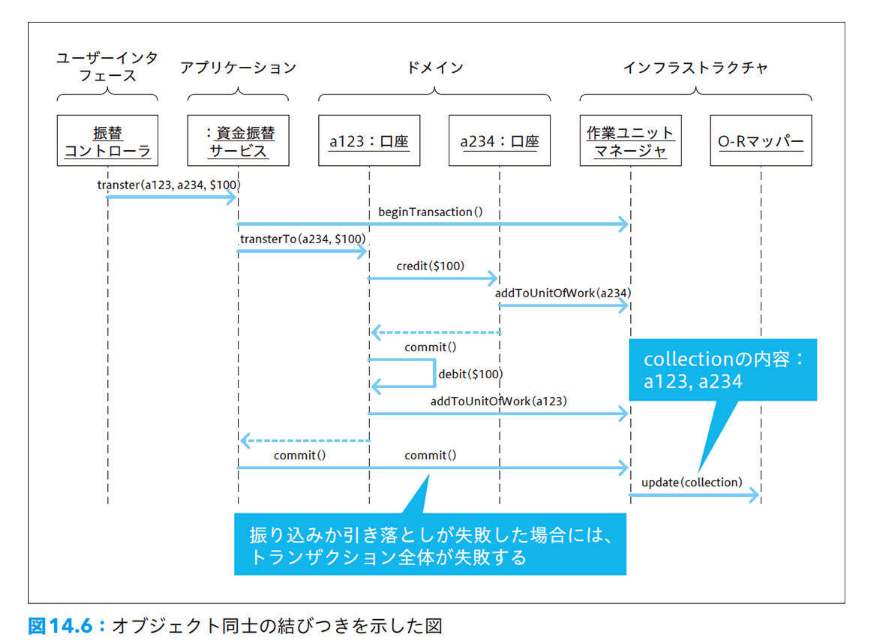 ユーザーインタ
フェース
アプリケーション
ドメイン
インフラストラクチャ
振替
コントローラ
：資金振替
サービス
a123：口座
a234：口座
作業ユニット
マネージャ
O-Rマッパー
transter(a123, a234, $100)
beginTransaction()
transterTo(a234, $100)
credit($100)
addToUnitOfWork(a234)
commit()
debit($100)
collectionの内容：
a123, a234
addToUnitOfWork(a123)
commit()
commit()
update(collection)
振り込みか引き落としが失敗した場合には、
トランザクション全体が失敗する
図14.6：オブジェクト同士の結びつきを示した図